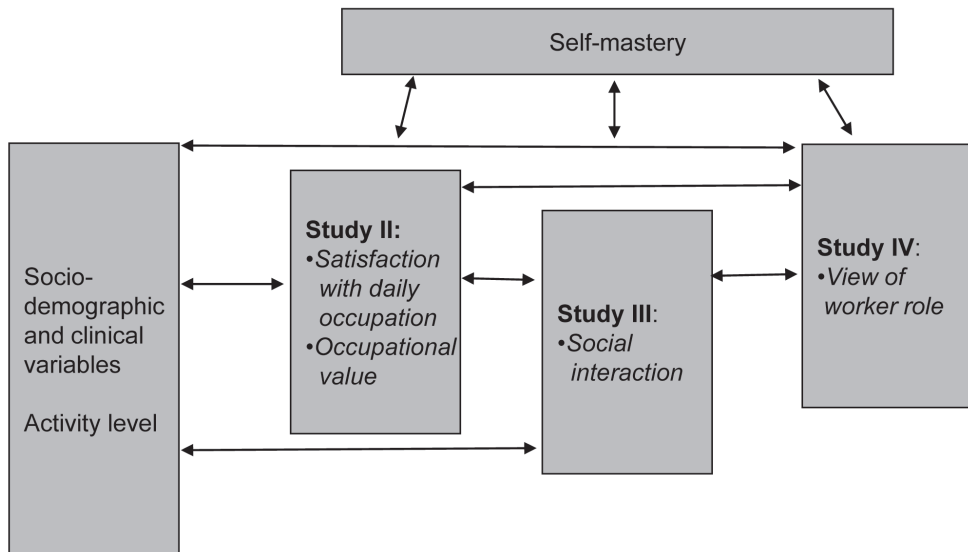 Self-mastery
Socio-
demographic
and clinical
variables
Activity level
Study II:
•Satisfaction
with daily
occupation
•Occupational
value
Study III:
•Social
interaction
Study IV:
•View of
worker role